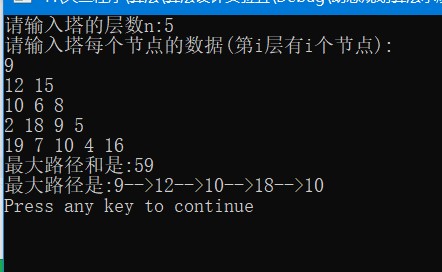 请输入塔的层数n:5
请输入塔每个节点的数据(第i层有i个节点):
9
12 15
10 6 8
2 18 9 5
19 7 10 4 16
最大路径和是:59
最大路径是:9-->12-->10-->18-->10
Press any key to continue